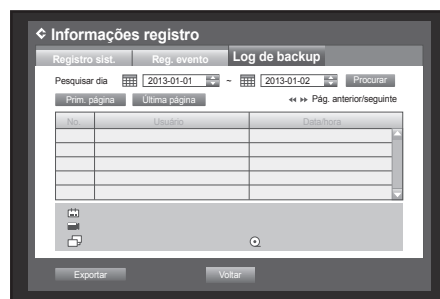 Informações registro
Registro sist. Reg. evento Log de backup
Pesquisar dia 2013-01-01 ~ 2013-01-02 Procurar
Prim. página Última página Pág. anterior/seguinte
No. Usuário Data/hora
Exportar Voltar